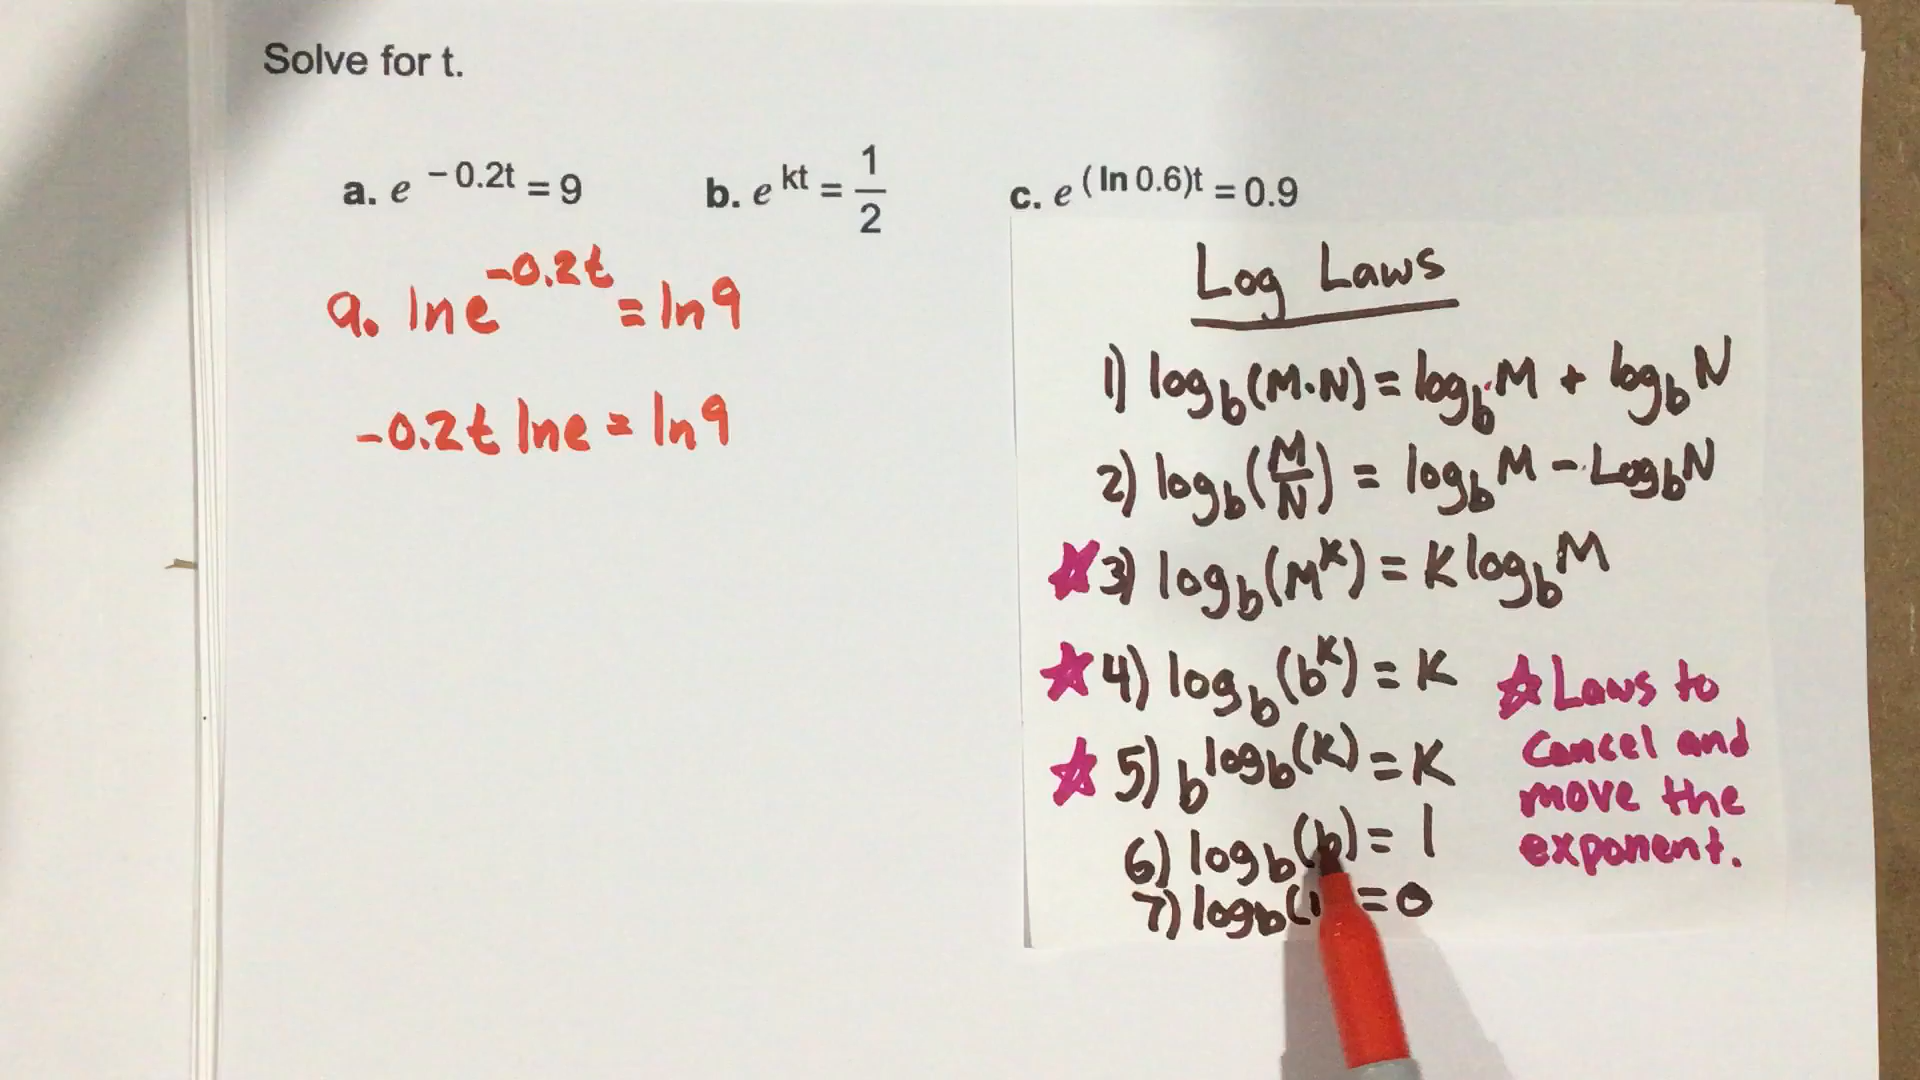 Solve for t.
a. e^{-0.2t} = 9
b. e^{kt} = \frac{1}{2}
c. e^{(ln 0.6)t} = 0.9
a. ln e^{-0.2t} = ln 9
-0.2t ln e = ln 9
Log Laws
1) log_b(M·N) = log_b M + log_b N
2) log_b(\frac{M}{N}) = log_b M - Log_b N
☆ 3) log_b(M^K) = K log_b M
☆ 4) log_b(b^K) = K
☆ 5) b^{log_b(K)} = K
6) log_b(b) = 1
7) log_b(1 = 0
☆ Laws to
Cancel and
move the
exponent.